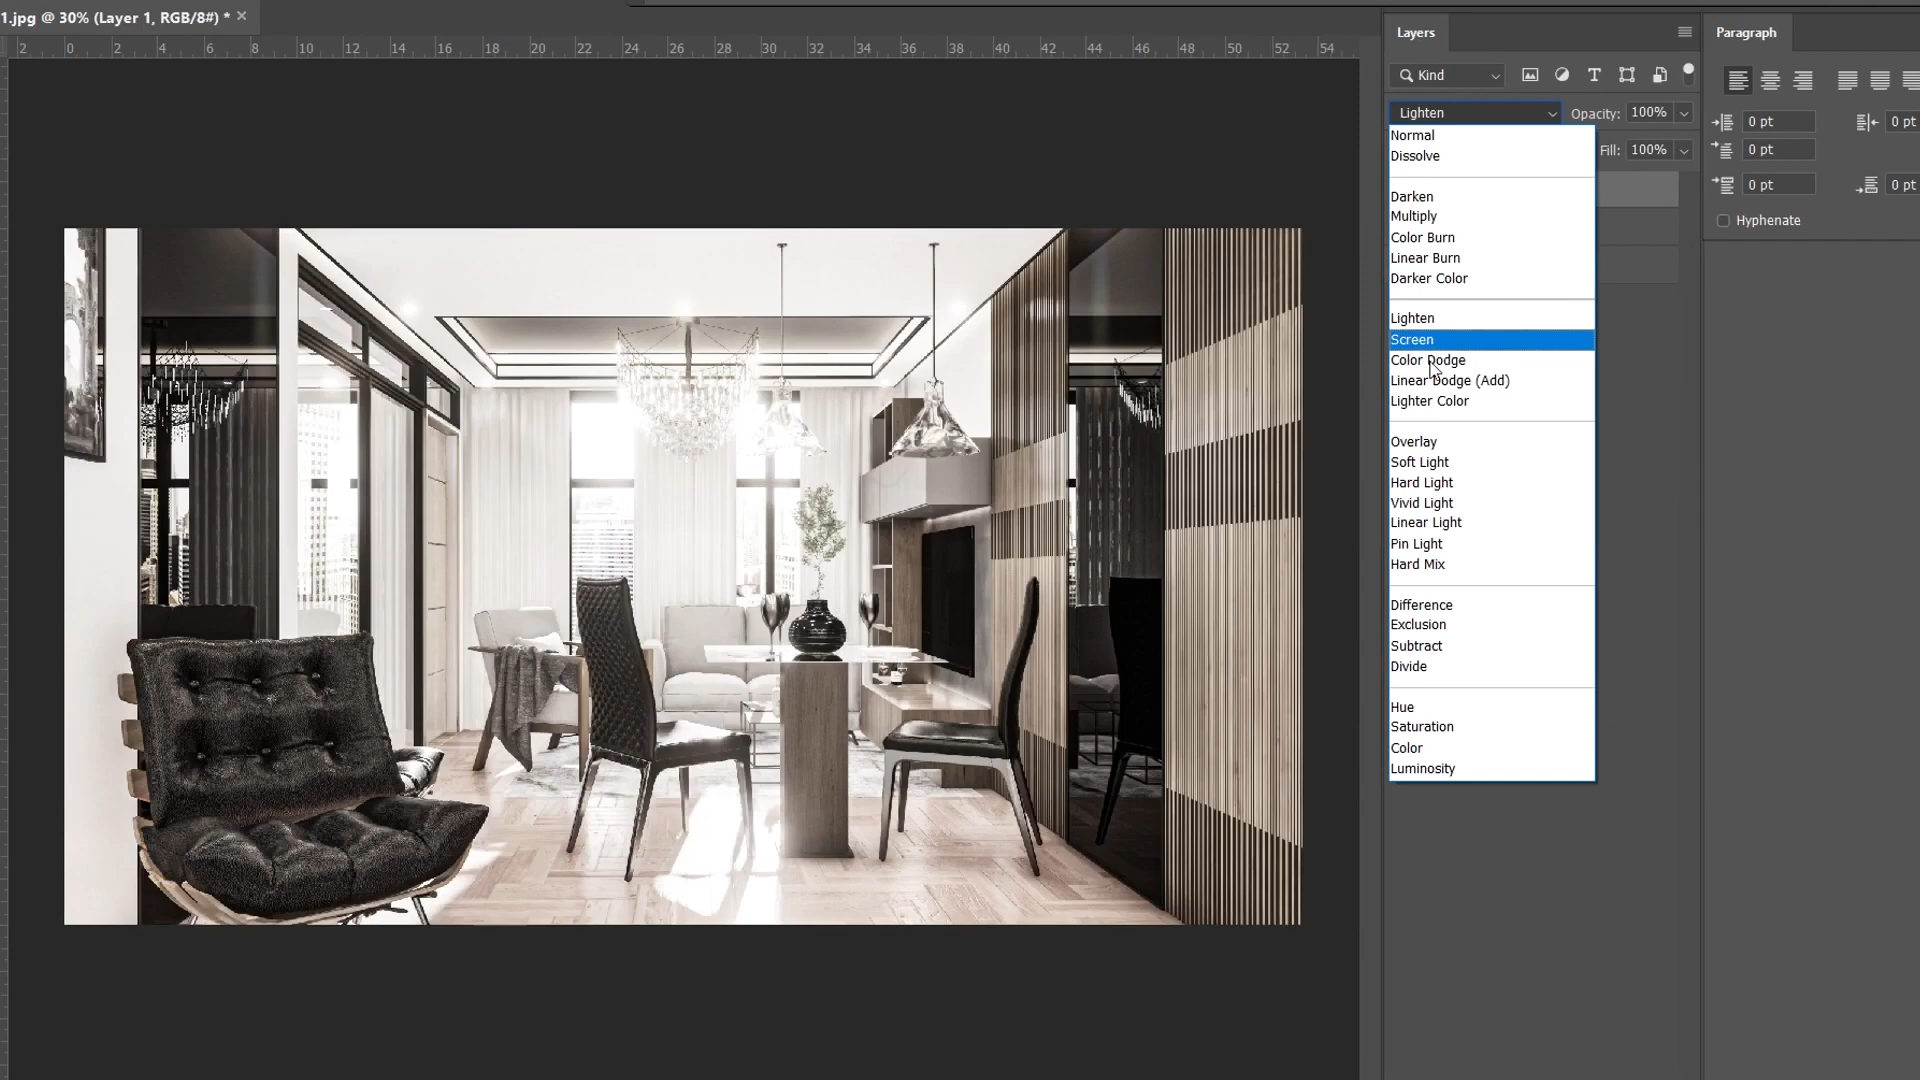 1.jpg @ 30% (Layer 1, RGB/8#) *
2 0 2 4 6 8 10 12 14 16 18 20 22 24 26 28 30 32 34 36 38 40 42 44 46 48 50 52 54
Layers
Kind
Lighten
Opacity: 100%
Fill: 100%
Normal
Dissolve
Darken
Multiply
Color Burn
Linear Burn
Darker Color
Lighten
Screen
Color Dodge
Linear Dodge (Add)
Lighter Color
Overlay
Soft Light
Hard Light
Vivid Light
Linear Light
Pin Light
Hard Mix
Difference
Exclusion
Subtract
Divide
Hue
Saturation
Color
Luminosity
Paragraph
0 pt 0 pt
0 pt
0 pt 0 pt
Hyphenate